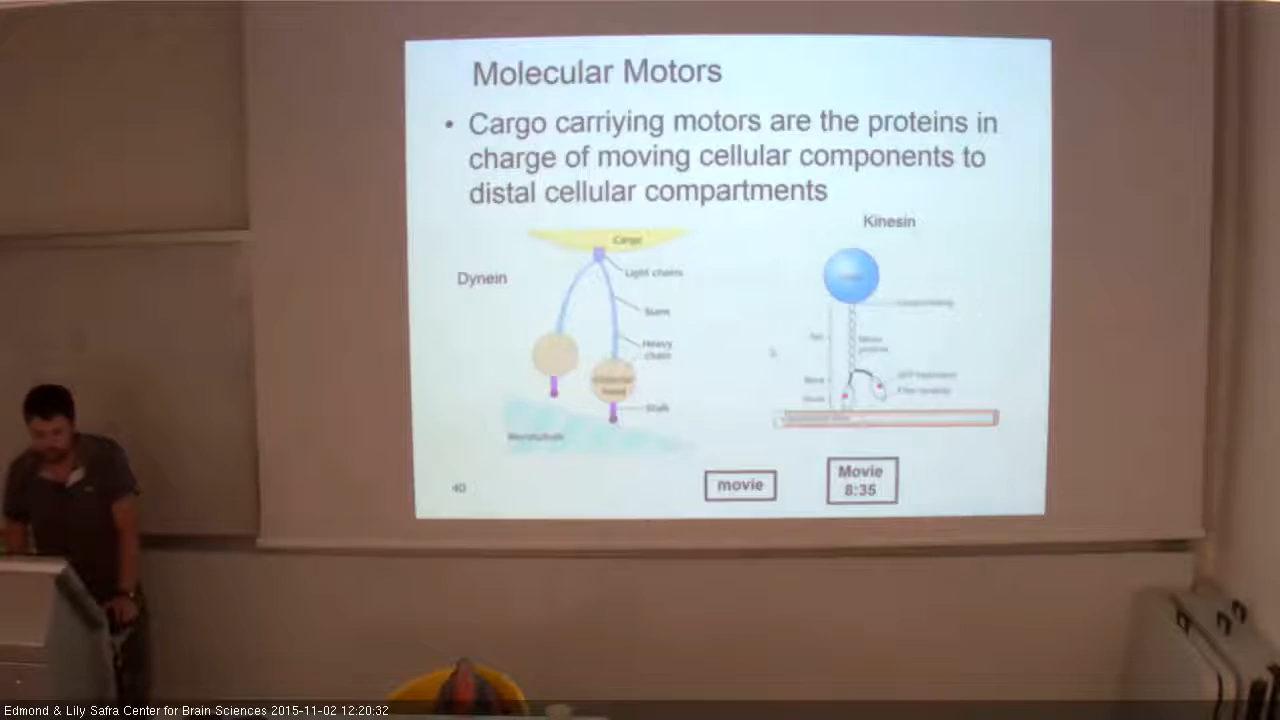 Molecular Motors
• Cargo carriying motors are the proteins in
charge of moving cellular components to
distal cellular compartments
Kinesin
Cargo
Dynein
Light chains
Stalk
Heavy
chain
movie
Movie
8:35
40
Edmond & Lily Safra Center for Brain Sciences 2015-11-02 12:20:32